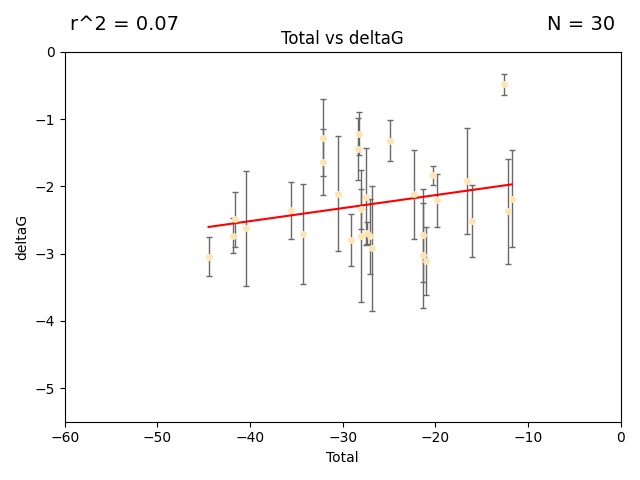 r^2 = 0.07
N = 30
Total vs deltaG
0
−1
−2
−3
−4
−5
deltaG
−60 −50 −40 −30 −20 −10 0
Total